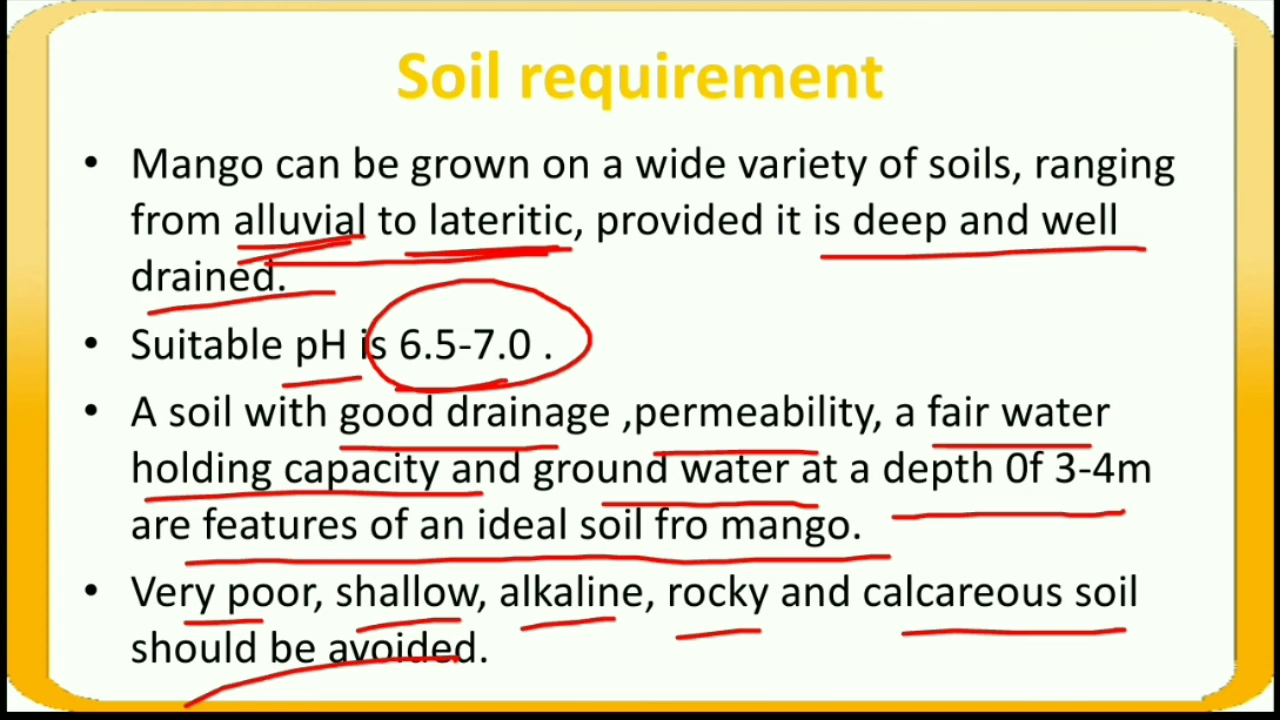 Soil requirement
• Mango can be grown on a wide variety of soils, ranging
from alluvial to lateritic, provided it is deep and well
drained.
• Suitable pH is 6.5-7.0 .
• A soil with good drainage ,permeability, a fair water
holding capacity and ground water at a depth 0f 3-4m
are features of an ideal soil fro mango.
• Very poor, shallow, alkaline, rocky and calcareous soil
should be avoided.